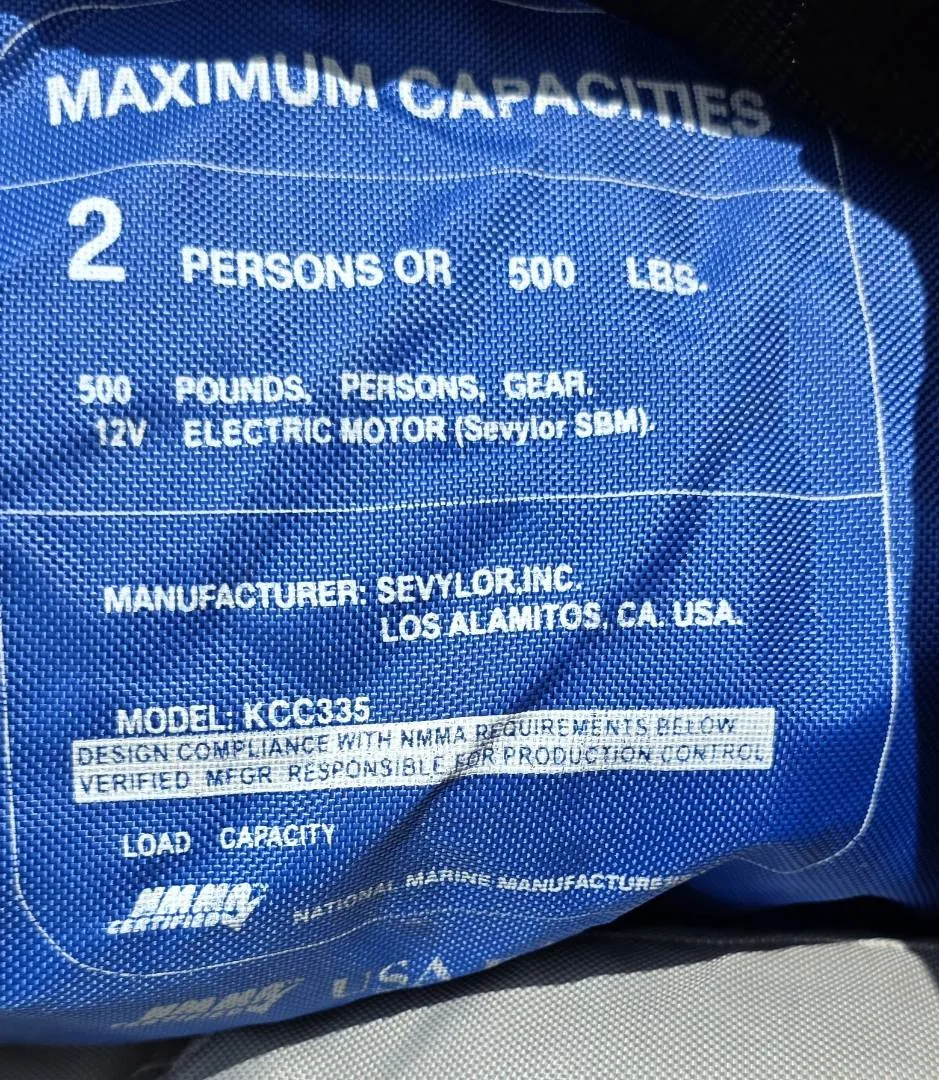 MAXIMUM CAPACITIES
2 PERSONS OR 500 LBS.
500 POUNDS, PERSONS, GEAR.
12V ELECTRIC MOTOR (Sevylor SBM).
MANUFACTURER: SEVYLOR,INC.
LOS ALAMITOS, CA. USA.
MODEL: KCC335
DESIGN COMPLIANCE WITH NMMA REQUIREMENTS BELOW
VERIFIED MFGR RESPONSIBLE FOR PRODUCTION CONTROL
LOAD CAPACITY
NMMA
CERTIFIED
NATIONAL MARINE
NMMA
USA